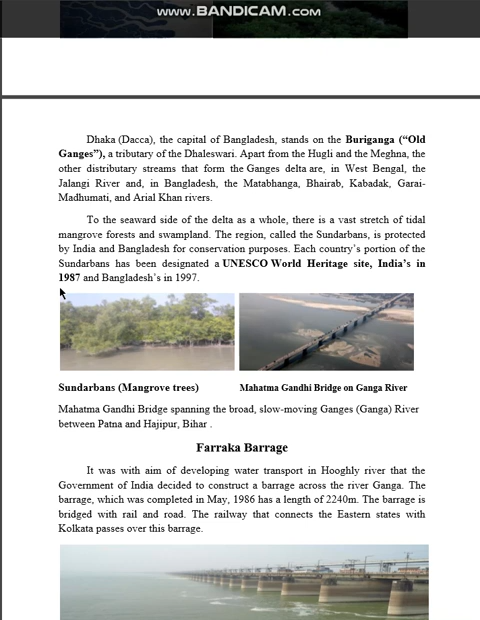 www.BANDICAM.com
Dhaka (Dacca), the capital of Bangladesh, stands on the Buriganga (“Old
Ganges”), a tributary of the Dhaleswari. Apart from the Hugli and the Meghna, the
other distributary streams that form the Ganges delta are, in West Bengal, the
Jalangi River and, in Bangladesh, the Matabhanga, Bhairab, Kabadak, Garai-
Madhumati, and Arial Khan rivers.
To the seaward side of the delta as a whole, there is a vast stretch of tidal
mangrove forests and swampland. The region, called the Sundarbans, is protected
by India and Bangladesh for conservation purposes. Each country’s portion of the
Sundarbans has been designated a UNESCO World Heritage site, India’s in
1987 and Bangladesh’s in 1997.
Sundarbans (Mangrove trees)
Mahatma Gandhi Bridge on Ganga River
Mahatma Gandhi Bridge spanning the broad, slow-moving Ganges (Ganga) River
between Patna and Hajipur, Bihar .
Farraka Barrage
It was with aim of developing water transport in Hooghly river that the
Government of India decided to construct a barrage across the river Ganga. The
barrage, which was completed in May, 1986 has a length of 2240m. The barrage is
bridged with rail and road. The railway that connects the Eastern states with
Kolkata passes over this barrage.